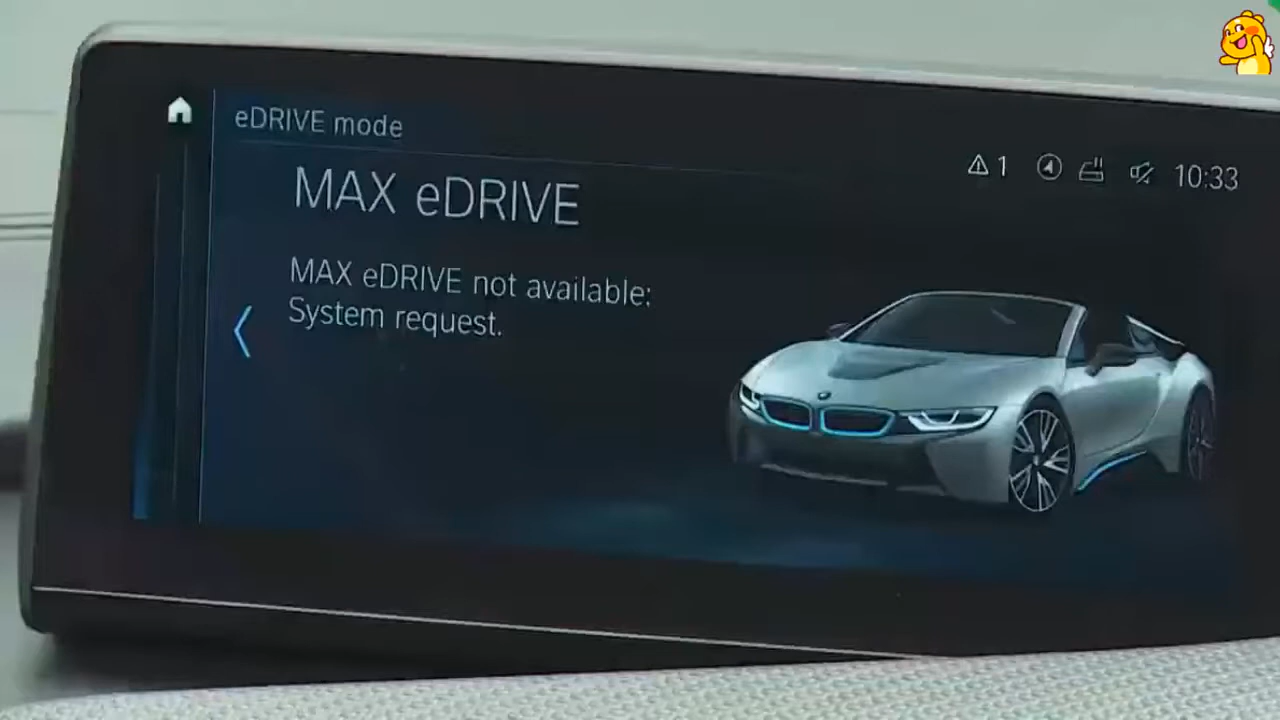 eDRIVE mode
1 10:33
MAX eDRIVE
MAX eDRIVE not available:
System request.